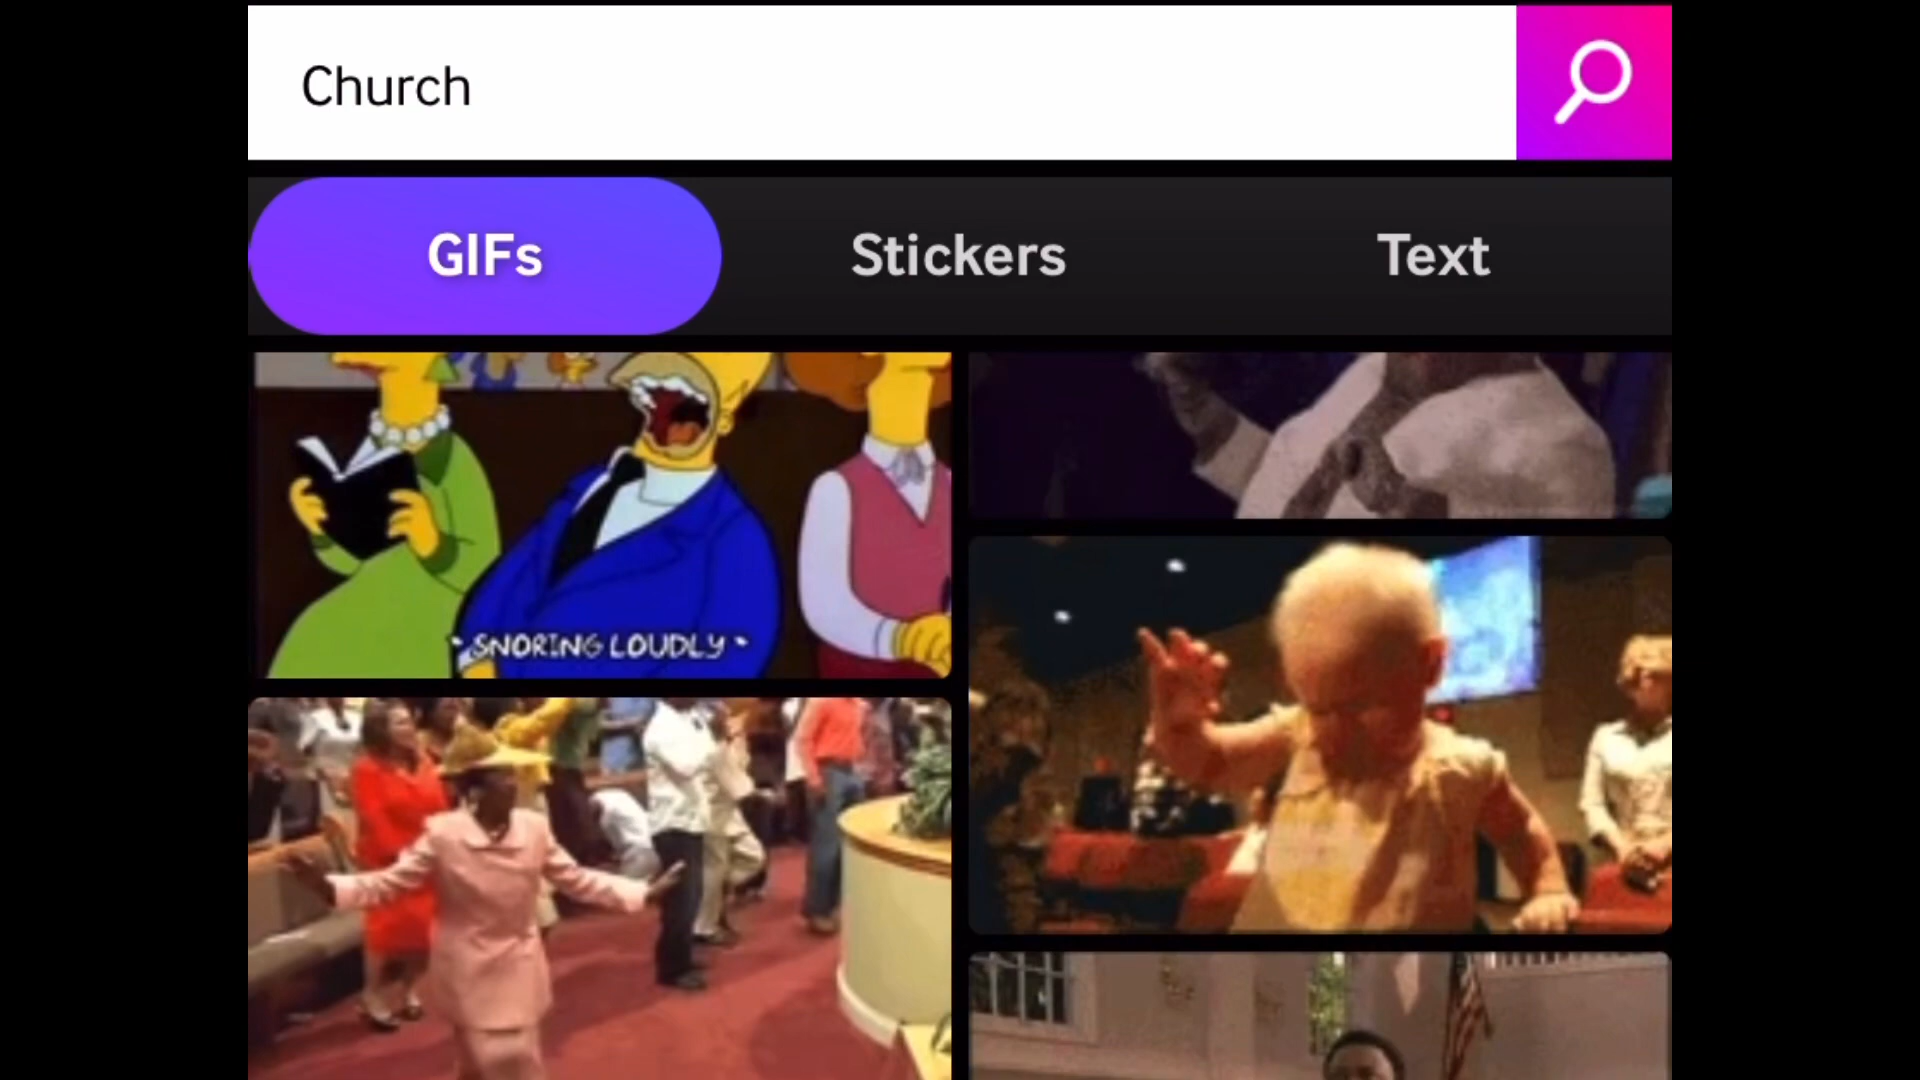 Church
GIFs
Stickers
Text
~ SNORING LOUDLY ~